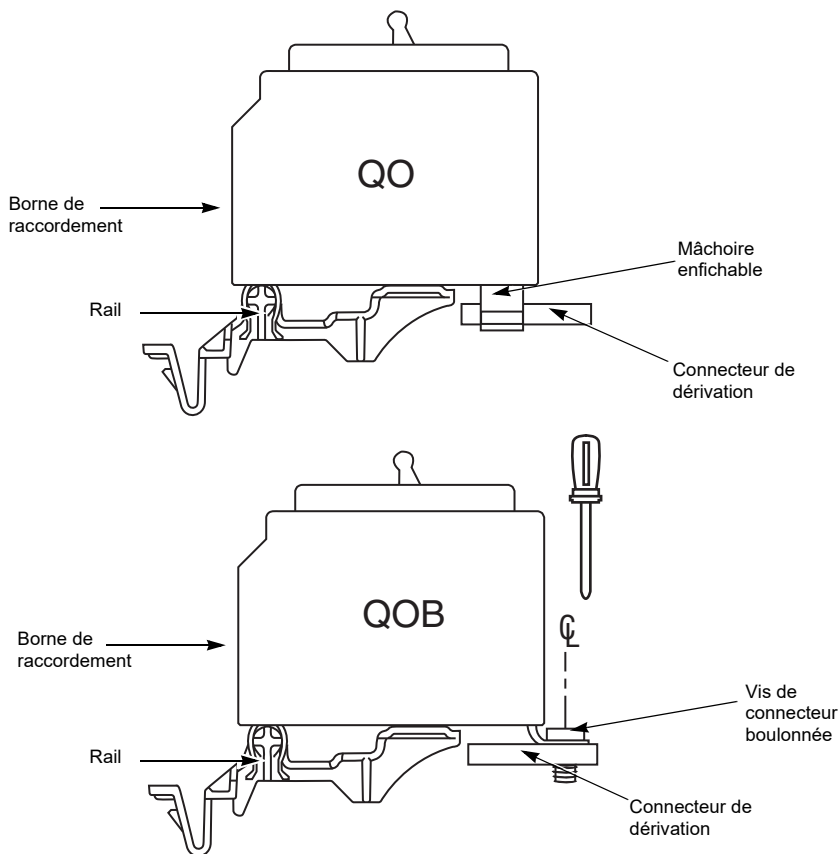 QO
Borne de
raccordement
Mâchoire
enfichable
Rail
Connecteur de
dérivation
QOB
℄
Borne de
raccordement
Vis de
connecteur
boulonnée
Rail
Connecteur de
dérivation